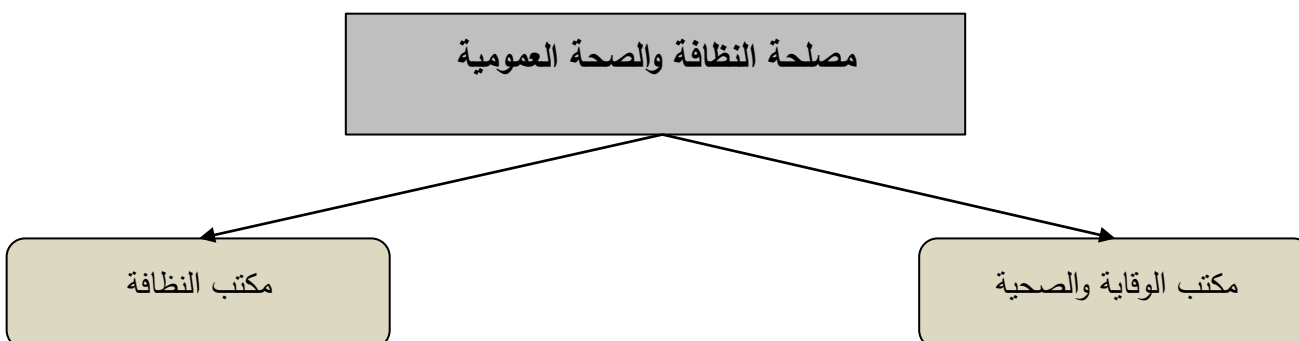 مصلحة النظافة والصحة العمومية
مكتب الوقاية والصحية
مكتب النظافة